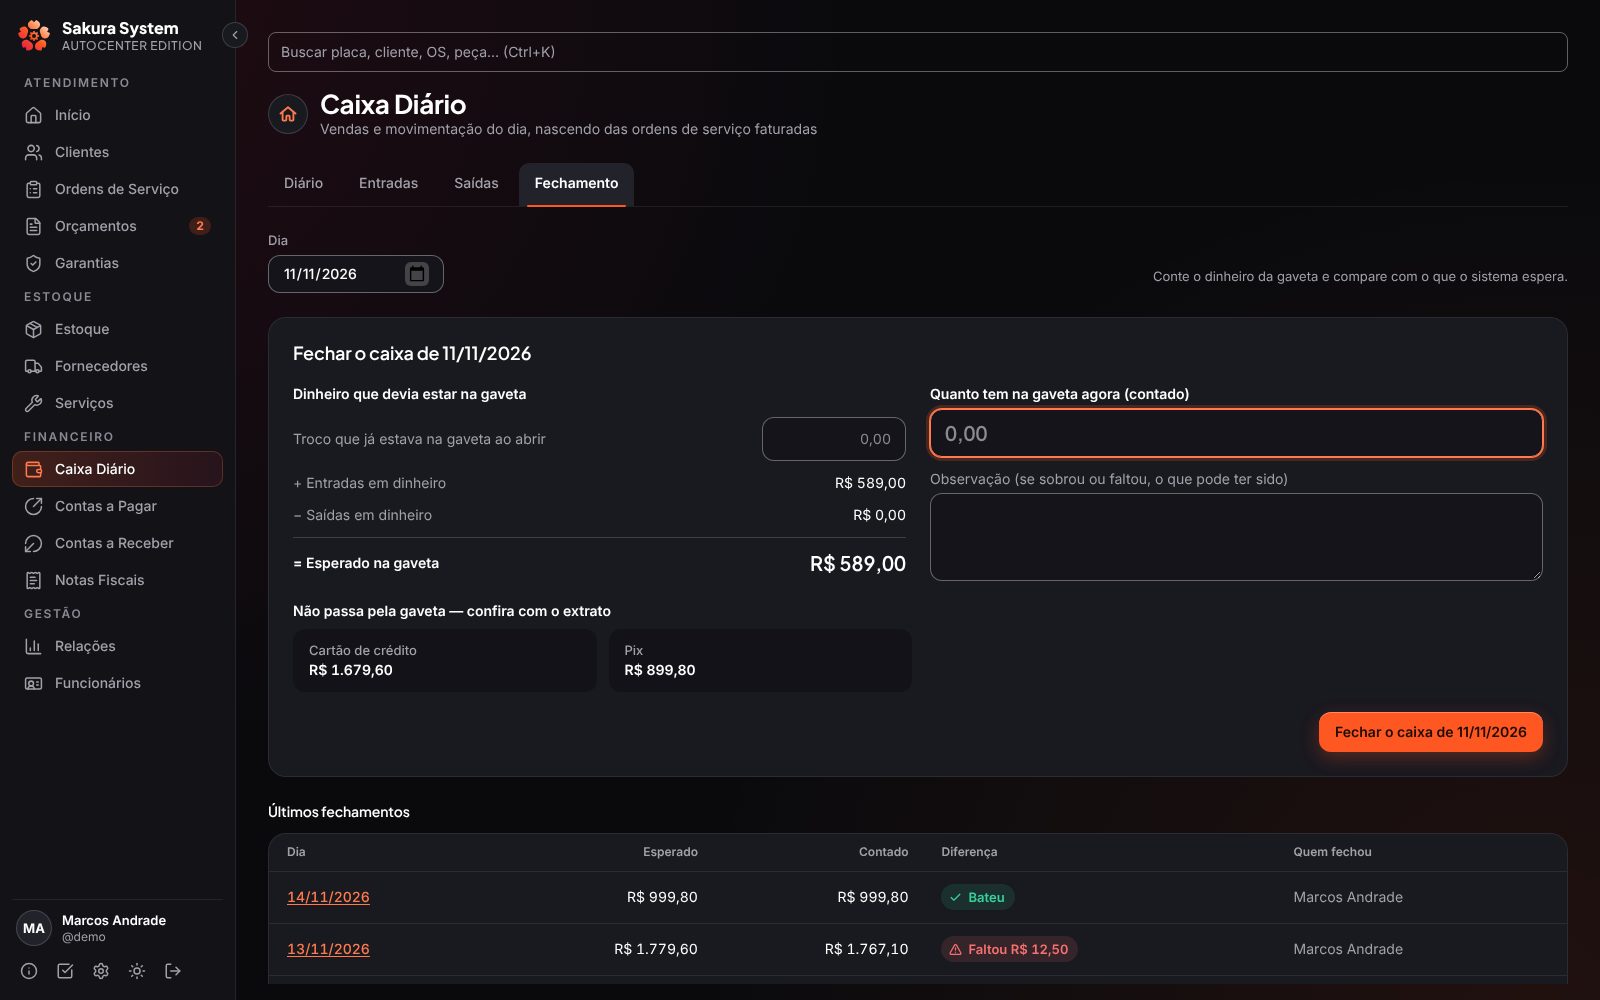 Sakura System
AUTOCENTER EDITION
ATENDIMENTO
Início
Clientes
Ordens de Serviço
Orçamentos 2
Garantias
ESTOQUE
Estoque
Fornecedores
Serviços
FINANCEIRO
Caixa Diário
Contas a Pagar
Contas a Receber
Notas Fiscais
GESTÃO
Relações
Funcionários
MA
Marcos Andrade
@demo
Buscar placa, cliente, OS, peça... (Ctrl+K)
Caixa Diário
Vendas e movimentação do dia, nascendo das ordens de serviço faturadas
Diário Entradas Saídas Fechamento
Dia
11/11/2026
Conte o dinheiro da gaveta e compare com o que o sistema espera.
Fechar o caixa de 11/11/2026
Dinheiro que devia estar na gaveta
Troco que já estava na gaveta ao abrir 0,00
+ Entradas em dinheiro R$ 589,00
− Saídas em dinheiro R$ 0,00
= Esperado na gaveta R$ 589,00
Não passa pela gaveta — confira com o extrato
Cartão de crédito
R$ 1.679,60
Pix
R$ 899,80
Quanto tem na gaveta agora (contado)
0,00
Observação (se sobrou ou faltou, o que pode ter sido)
Fechar o caixa de 11/11/2026
Últimos fechamentos
Dia Esperado Contado Diferença Quem fechou
14/11/2026 R$ 999,80 R$ 999,80 Bateu Marcos Andrade
13/11/2026 R$ 1.779,60 R$ 1.767,10 Faltou R$ 12,50 Marcos Andrade